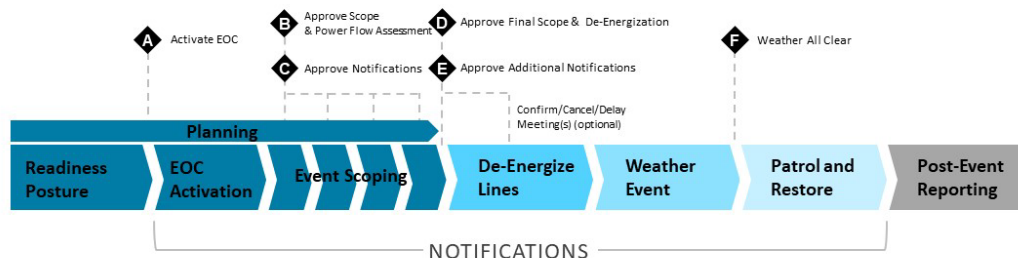 A
Activate EOC
B
Approve Scope
& Power Flow Assessment
C
Approve Notifications
D
Approve Final Scope & De-Energization
E
Approve Additional Notifications
F
Weather All Clear
Confirm/Cancel/Delay
Meeting(s) (optional)
Planning
Readiness
Posture
EOC
Activation
Event Scoping
De-Energize
Lines
Weather
Event
Patrol and
Restore
Post-Event
Reporting
NOTIFICATIONS